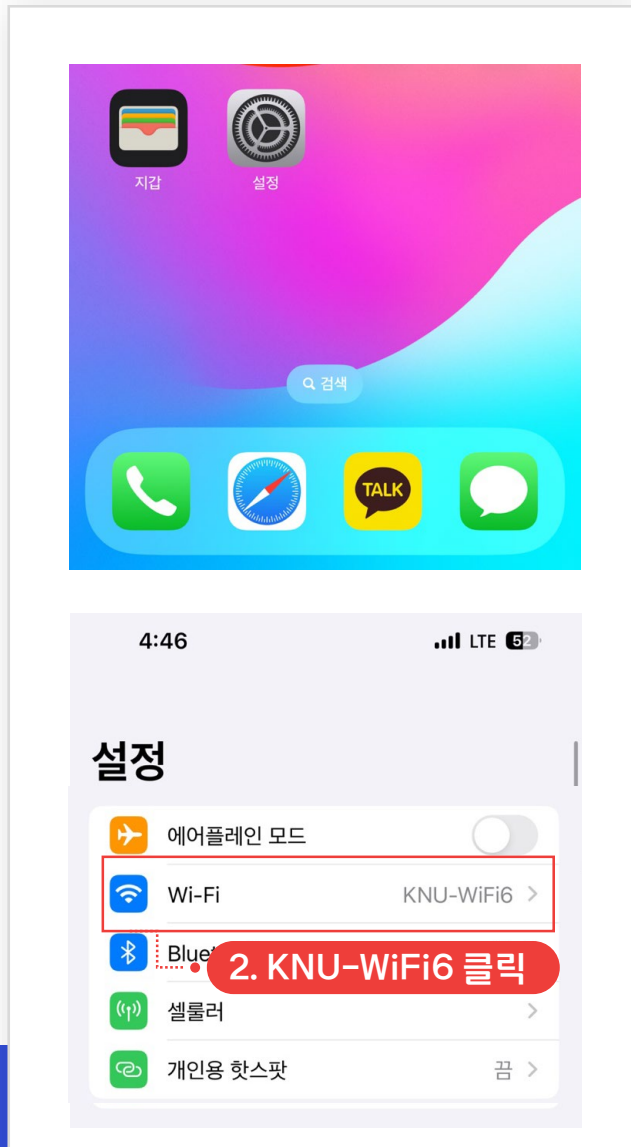 지갑
설정
검색
TALK
4:46
LTE 52
설정
에어플레인 모드
Wi-Fi KNU-WiFi6
2. KNU-WiFi6 클릭
셀룰러
개인용 핫스팟 끔